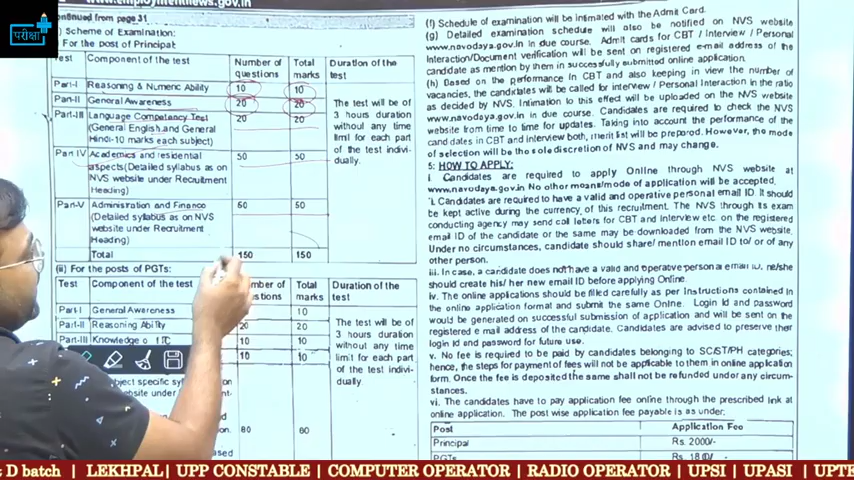 www.employmentnews.gov.in
परीक्षा
Continued from page 31
Scheme of Examination:
For the post of Principal:
Test
Component of the test
Number of questions
Total marks
Duration of the test
Part-I
Reasoning & Numeric Ability
10
10
The test will be of 3 hours duration without any time limit for each part of the test individually.
Part-II
General Awareness
20
20
Part-III
Language Competency Test (General English and General Hindi-10 marks each subject)
20
20
Part IV
Academics and residential aspects(Detailed syllabus as on NVS website under Recruitment Heading)
50
50
Part-V
Administration and Finance (Detailed syllabus as on NVS website under Recruitment Heading)
50
50
Total
150
150
(ii) For the posts of PGTs:
Test
Component of the test
Total marks
Duration of the test
Part-I
General Awareness
10
The test will be of 3 hours duration without any time limit for each part of the test individually.
Part-II
Reasoning Ability
20
20
Part-III
Knowledge of ITC
10
10
10
10
80
80
(f) Schedule of examination will be intimated with the Admit Card.
(g) Detailed examination schedule will also be notified on NVS website
www.navodaya.gov.in in due course. Admit cards for CBT / Interview / Personal
Interaction/Document verification will be sent on registered e-mail address of the
candidate as mention by them in successfully submitted online application.
(h) Based on the performance in CBT and also keeping in view the number of
vacancies, the candidates will be called for interview / Personal Interaction in the ratio
as decided by NVS. Intimation to this effect will be uploaded on the NVS website
www.navodaya.gov.in in due course. Candidates are required to check the NVS
website from time to time for updates. Taking into account the performance of the
candidates in CBT and interview both, merit list will be prepared. However, the mode
of selection will be the sole discretion of NVS and may change.
5: HOW TO APPLY:
i. Candidates are required to apply Online through NVS website at
www.navodaya.gov.in No other means/mode of application will be accepted.
ii. Candidates are required to have a valid and operative personal email ID. It should
be kept active during the currency of this recruitment. The NVS through its exam
conducting agency may send call letters for CBT and Interview etc. on the registered
email ID of the candidate or the same may be downloaded from the NVS website.
Under no circumstances, candidate should share/ mention email ID to/ or of any
other person.
iii. In case, a candidate does not have a valid and operative personal email ID, he/she
should create his/ her new email ID before applying Online.
iv. The online applications should be filled carefully as per Instructions contained in
the online application format and submit the same Online. Login Id and password
would be generated on successful submission of application and will be sent on the
registered e mail address of the candidate. Candidates are advised to preserve their
login id and password for future use.
v. No fee is required to be paid by candidates belonging to SC/ST/PH categories;
hence, the steps for payment of fees will not be applicable to them in online application
form. Once the fee is deposited the same shall not be refunded under any circum-
stances.
vi. The candidates have to pay application fee online through the prescribed link at
online application. The post wise application fee payable is as under:
Post
Application Fee
Principal
Rs. 2000/-
PGTs
Rs. 1800/-
D batch | LEKHPAL| UPP CONSTABLE | COMPUTER OPERATOR | RADIO OPERATOR | UPSI | UPASI | UPTE